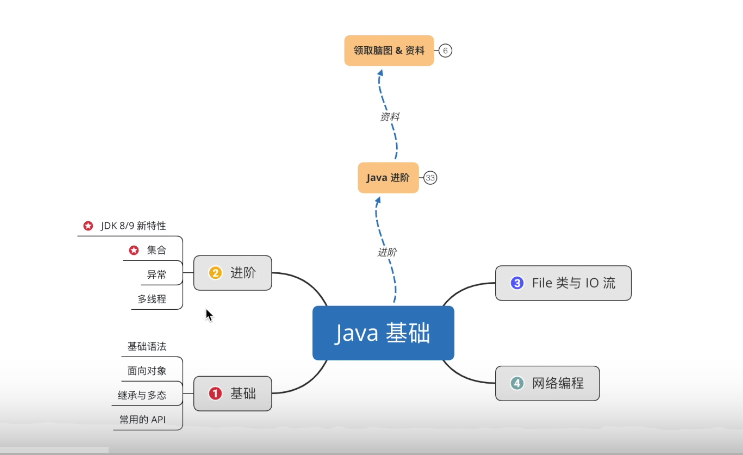 领取脑图 & 资料
6
资料
Java 进阶
33
进阶
JDK 8/9 新特性
集合
异常
多线程
2 进阶
3 File 类与 IO 流
Java 基础
基础语法
面向对象
继承与多态
常用的 API
1 基础
4 网络编程